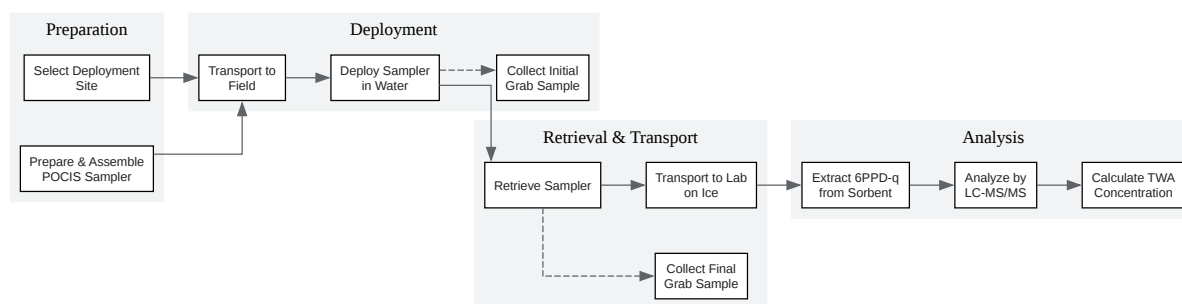 Preparation
Select Deployment
Site
Prepare & Assemble
POCIS Sampler
Deployment
Transport to
Field
Deploy Sampler
in Water
Collect Initial
Grab Sample
Retrieval & Transport
Retrieve Sampler
Transport to Lab
on Ice
Collect Final
Grab Sample
Analysis
Extract 6PPD-q
from Sorbent
Analyze by
LC-MS/MS
Calculate TWA
Concentration